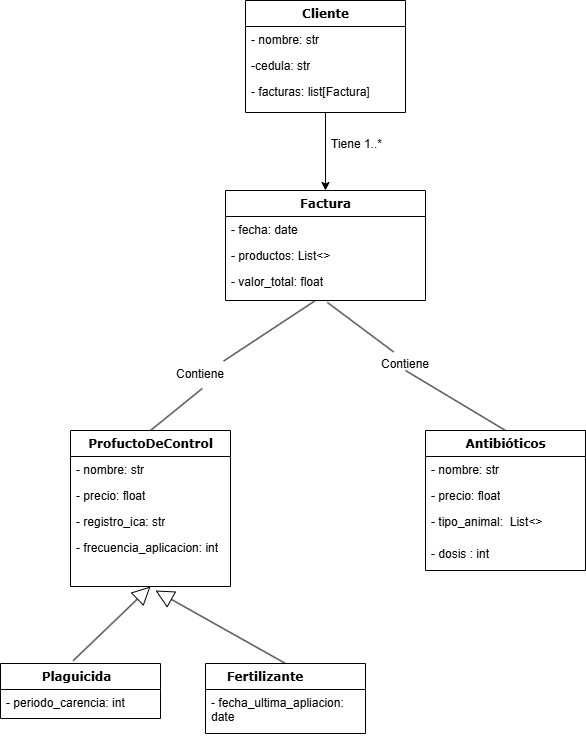 Cliente
- nombre: str
-cedula: str
- facturas: list[Factura]
Tiene 1..*
Factura
- fecha: date
- productos: List<>
- valor_total: float
Contiene
Contiene
ProfuctoDeControl
- nombre: str
- precio: float
- registro_ica: str
- frecuencia_aplicacion: int
Antibióticos
- nombre: str
- precio: float
- tipo_animal:  List<>
- dosis : int
Plaguicida
- periodo_carencia: int
Fertilizante
- fecha_ultima_apliacion:
date